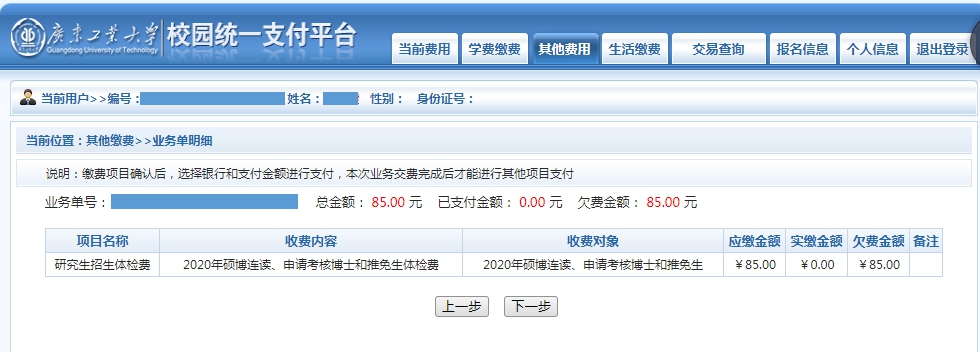 广东工业大学 校园统一支付平台
Guangdong University of Technology
当前费用 学费缴费 其他费用 生活缴费 交易查询 报名信息 个人信息 退出登录
当前用户>>编号： 姓名： 性别： 身份证号：
当前位置：其他缴费>>业务单明细
说明：缴费项目确认后，选择银行和支付金额进行支付，本次业务交费完成后才能进行其他项目支付
业务单号： 总金额： 85.00 元 已支付金额： 0.00 元 欠费金额： 85.00 元
项目名称 收费内容 收费对象 应缴金额 实缴金额 欠费金额 备注
研究生招生体检费 2020年硕博连读、申请考核博士和推免生体检费 2020年硕博连读、申请考核博士和推免生 ￥85.00 ￥0.00 ￥85.00
上一步 下一步